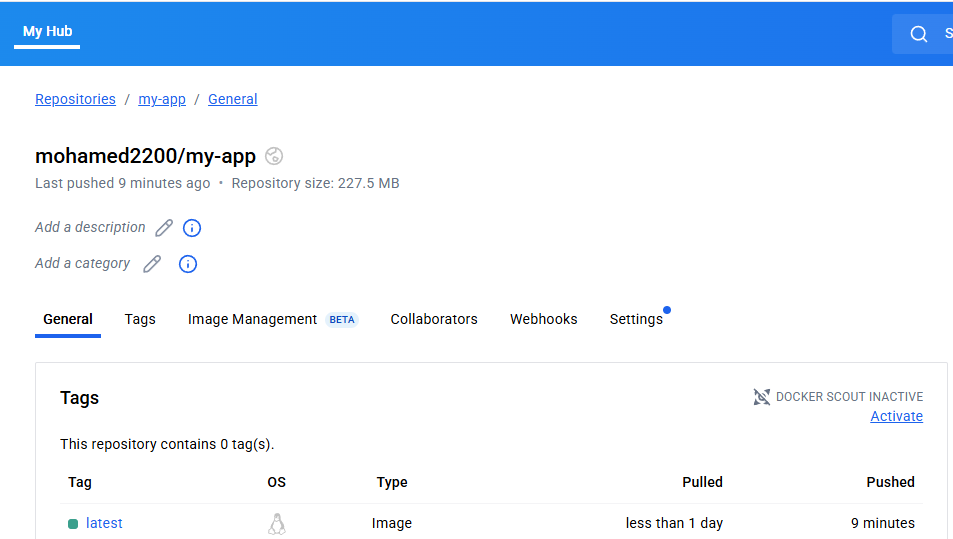 My Hub
S
Repositories / my-app / General
mohamed2200/my-app
Last pushed 9 minutes ago • Repository size: 227.5 MB
Add a description
Add a category
General Tags Image Management BETA Collaborators Webhooks Settings
Tags
DOCKER SCOUT INACTIVE
Activate
This repository contains 0 tag(s).
Tag OS Type Pulled Pushed
latest Image less than 1 day 9 minutes